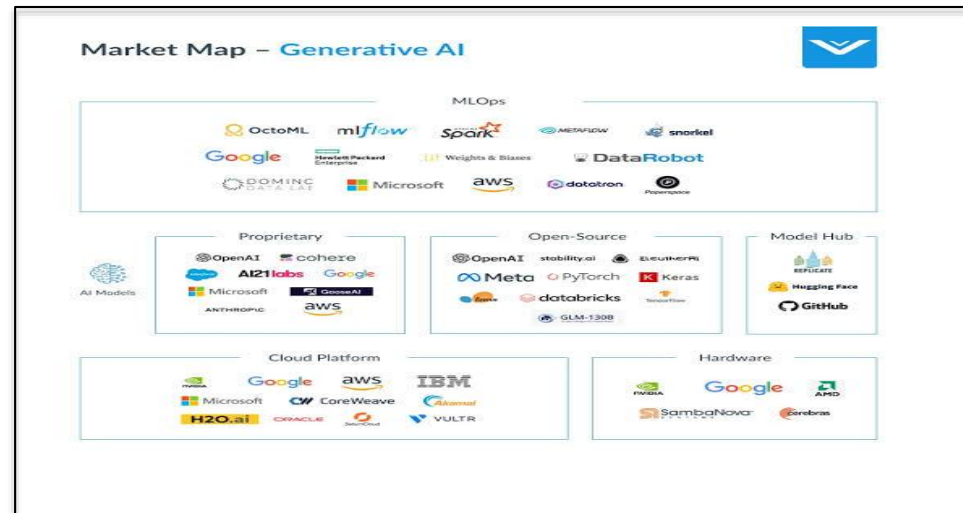 Market Map – Generative AI
MLOps
OctoML mlflow Spark METAFLOW snorkel
Google Hewlett Packard Enterprise Weights & Biases DataRobot
DOMINO DATA LAB Microsoft aws datatron Paperspace
Proprietary
OpenAI cohere
AI21labs Google
Microsoft GooseAI
ANTHROPIC aws
Open-Source
OpenAI stability.ai EleutherAI
Meta PyTorch Keras
databricks TensorFlow
GLM-130B
Model Hub
REPLICATE
Hugging Face
GitHub
AI Models
Cloud Platform
NVIDIA Google aws IBM
Microsoft CW CoreWeave Akamai
H2O.ai ORACLE VULTR
Hardware
NVIDIA Google AMD
SambaNova SYSTEMS cerebras